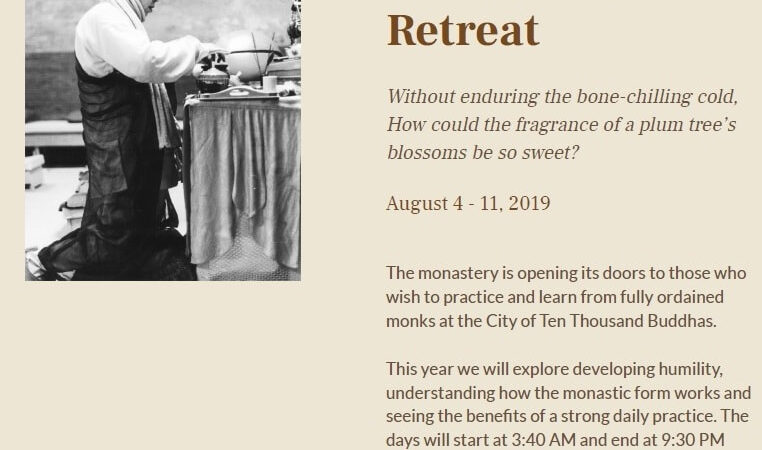 Retreat
Without enduring the bone-chilling cold,
How could the fragrance of a plum tree's
blossoms be so sweet?
August 4 - 11, 2019
The monastery is opening its doors to those who
wish to practice and learn from fully ordained
monks at the City of Ten Thousand Buddhas.
This year we will explore developing humility,
understanding how the monastic form works and
seeing the benefits of a strong daily practice. The
days will start at 3:40 AM and end at 9:30 PM